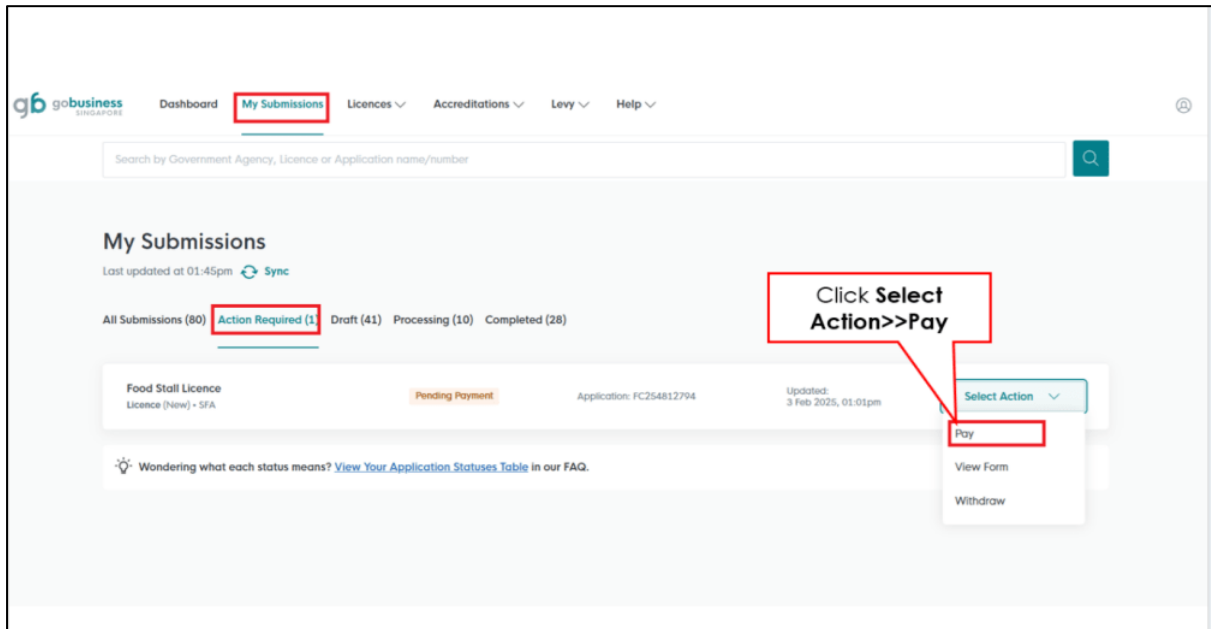 gobusiness
SINGAPORE
Dashboard My Submissions Licences Accreditations Levy Help
Search by Government Agency, Licence or Application name/number
My Submissions
Last updated at 01:45pm Sync
Click Select
Action>>Pay
All Submissions (80) Action Required (1) Draft (41) Processing (10) Completed (28)
Food Stall Licence
Licence (New) • SFA
Pending Payment
Application: FC254812794
Updated:
3 Feb 2025, 01:01pm
Select Action
Pay
View Form
Withdraw
Wondering what each status means? View Your Application Statuses Table in our FAQ.